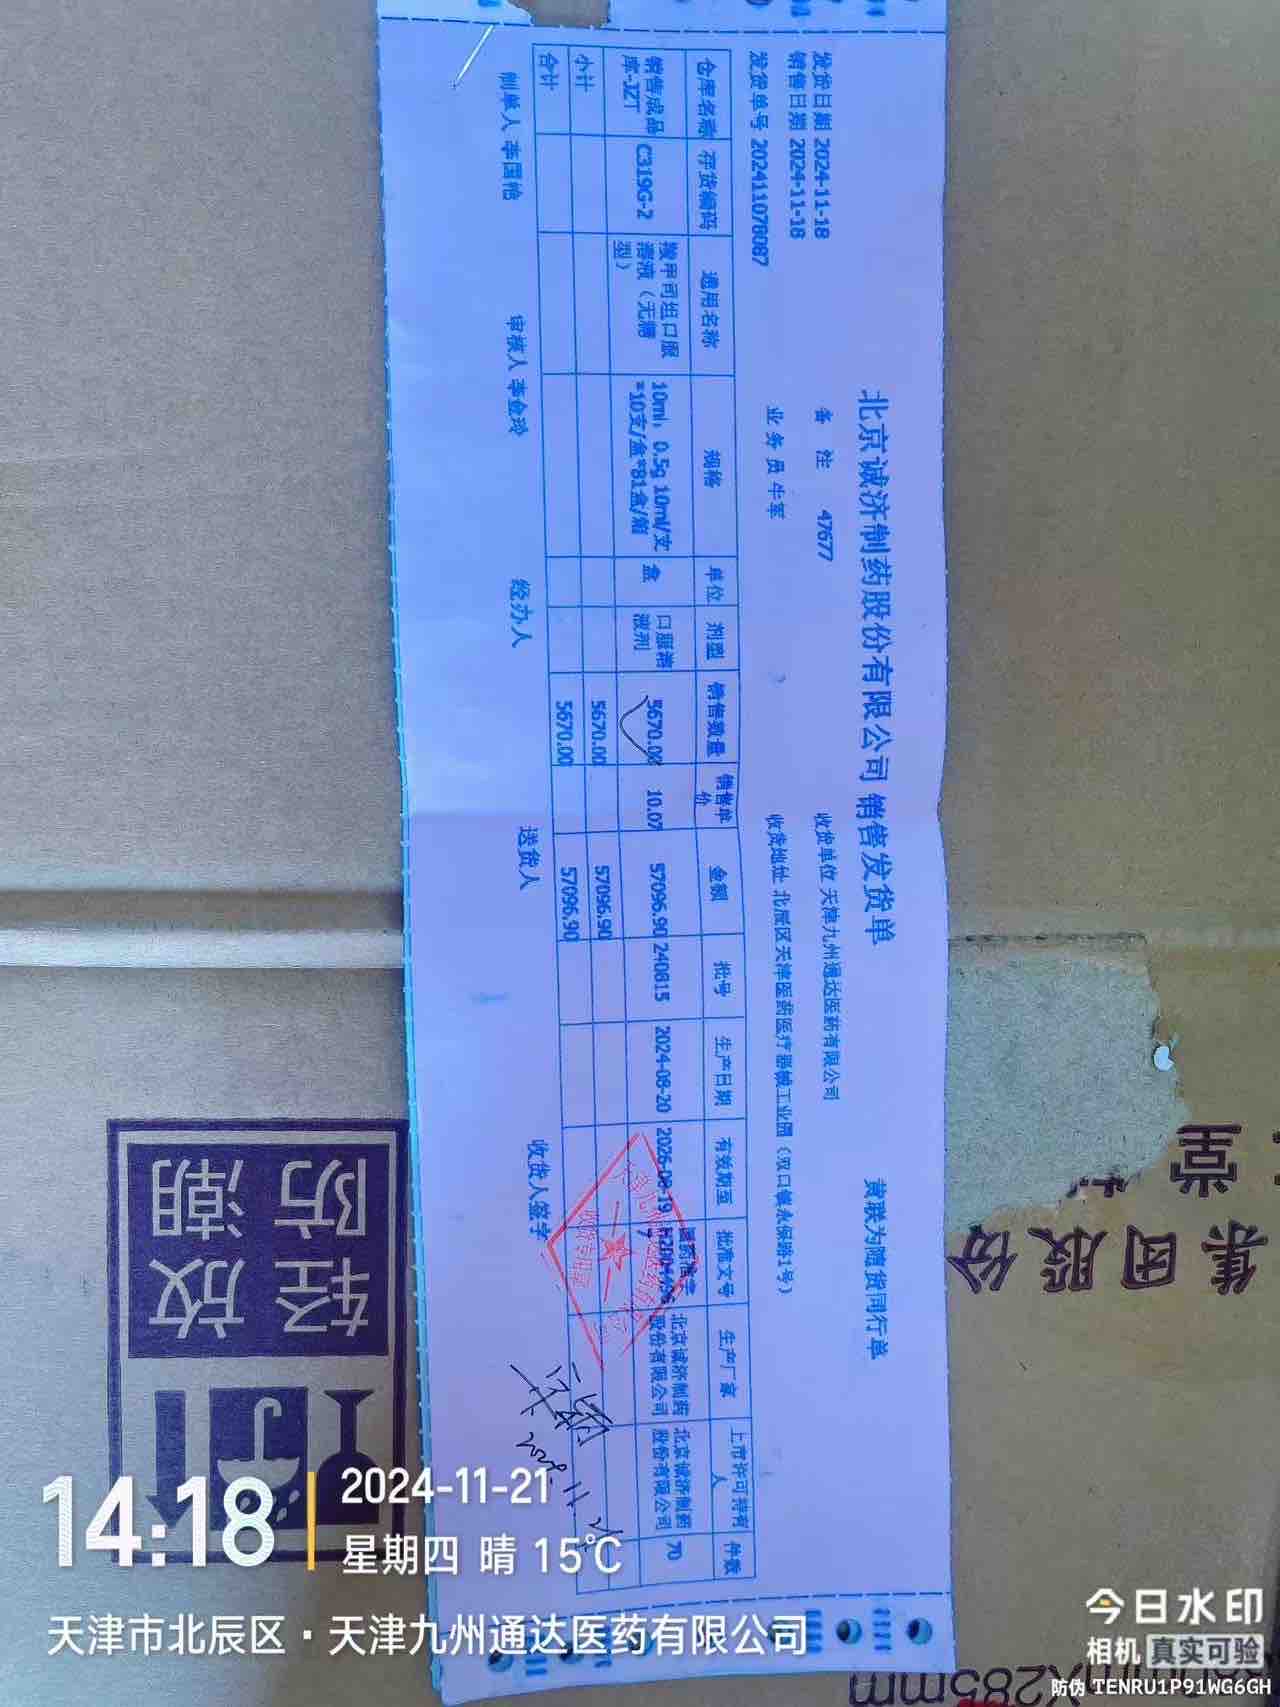 北京诚济制药股份有限公司 销售发货单
黄联为随货同行单
发货日期 2024-11-18
备 注 47677
收货单位 天津九州通达医药有限公司
销售日期 2024-11-18
业 务 员 牛军
收货地址 北辰区天津医药医疗器械工业园（双口镇永保路1号）
发货单号 202411078087
仓库名称 存货编码 通用名称 规格 单位 剂型 销售数量 销售单价 金额 批号 生产日期 有效期至 批准文号 生产厂家 上市许可持有人 件数
销售成品库-JZT C319G-2 羧甲司坦口服溶液（无糖型） 10ml：0.5g 10ml/支*10支/盒*81盒/箱 盒 口服溶液剂 5670.00 10.07 57096.90 240815 2024-08-20 2026-08-19 北京诚济制药股份有限公司 北京诚济制药股份有限公司 70
小计 5670.00 57096.90
合计 5670.00 57096.90
制单人 李国怡 审核人 李金玲 经办人 送货人 收货人签字
集团股份
堂
防潮
轻放
14:18
2024-11-21
星期四 晴 15℃
天津市北辰区·天津九州通达医药有限公司
今日水印
相机 真实可验
防伪 TENRU1P91WG6GH